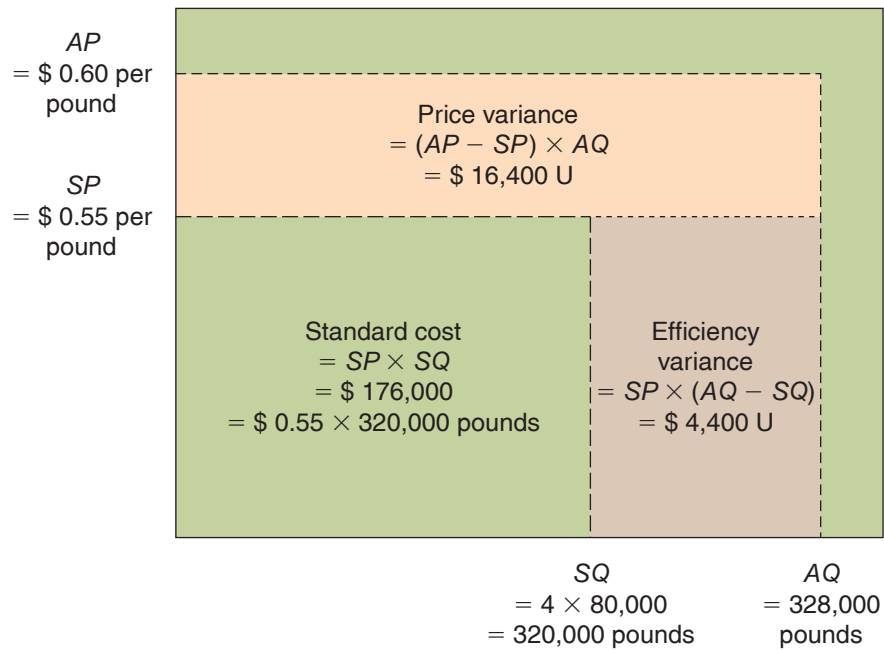 AP
= $ 0.60 per
pound
Price variance
= (AP – SP) × AQ
= $ 16,400 U
SP
= $ 0.55 per
pound
Standard cost
= SP × SQ
= $ 176,000
= $ 0.55 × 320,000 pounds
Efficiency
variance
= SP × (AQ – SQ)
= $ 4,400 U
SQ
= 4 × 80,000
= 320,000 pounds
AQ
= 328,000
pounds